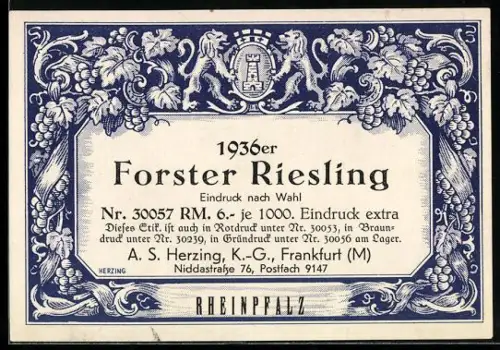 1936er
Forster Riesling
Eindruck nach Wahl
Nr. 30057 RM. 6.- je 1000. Eindruck extra
Dieses Etik. ist auch in Rotdruck unter Nr. 30053, in Braun-
druck unter Nr. 30239, in Gründruck unter Nr. 30056 am Lager.
A. S. Herzing, K.-G., Frankfurt (M)
HERZING
Niddastraße 76, Postfach 9147
RHEINPFALZ